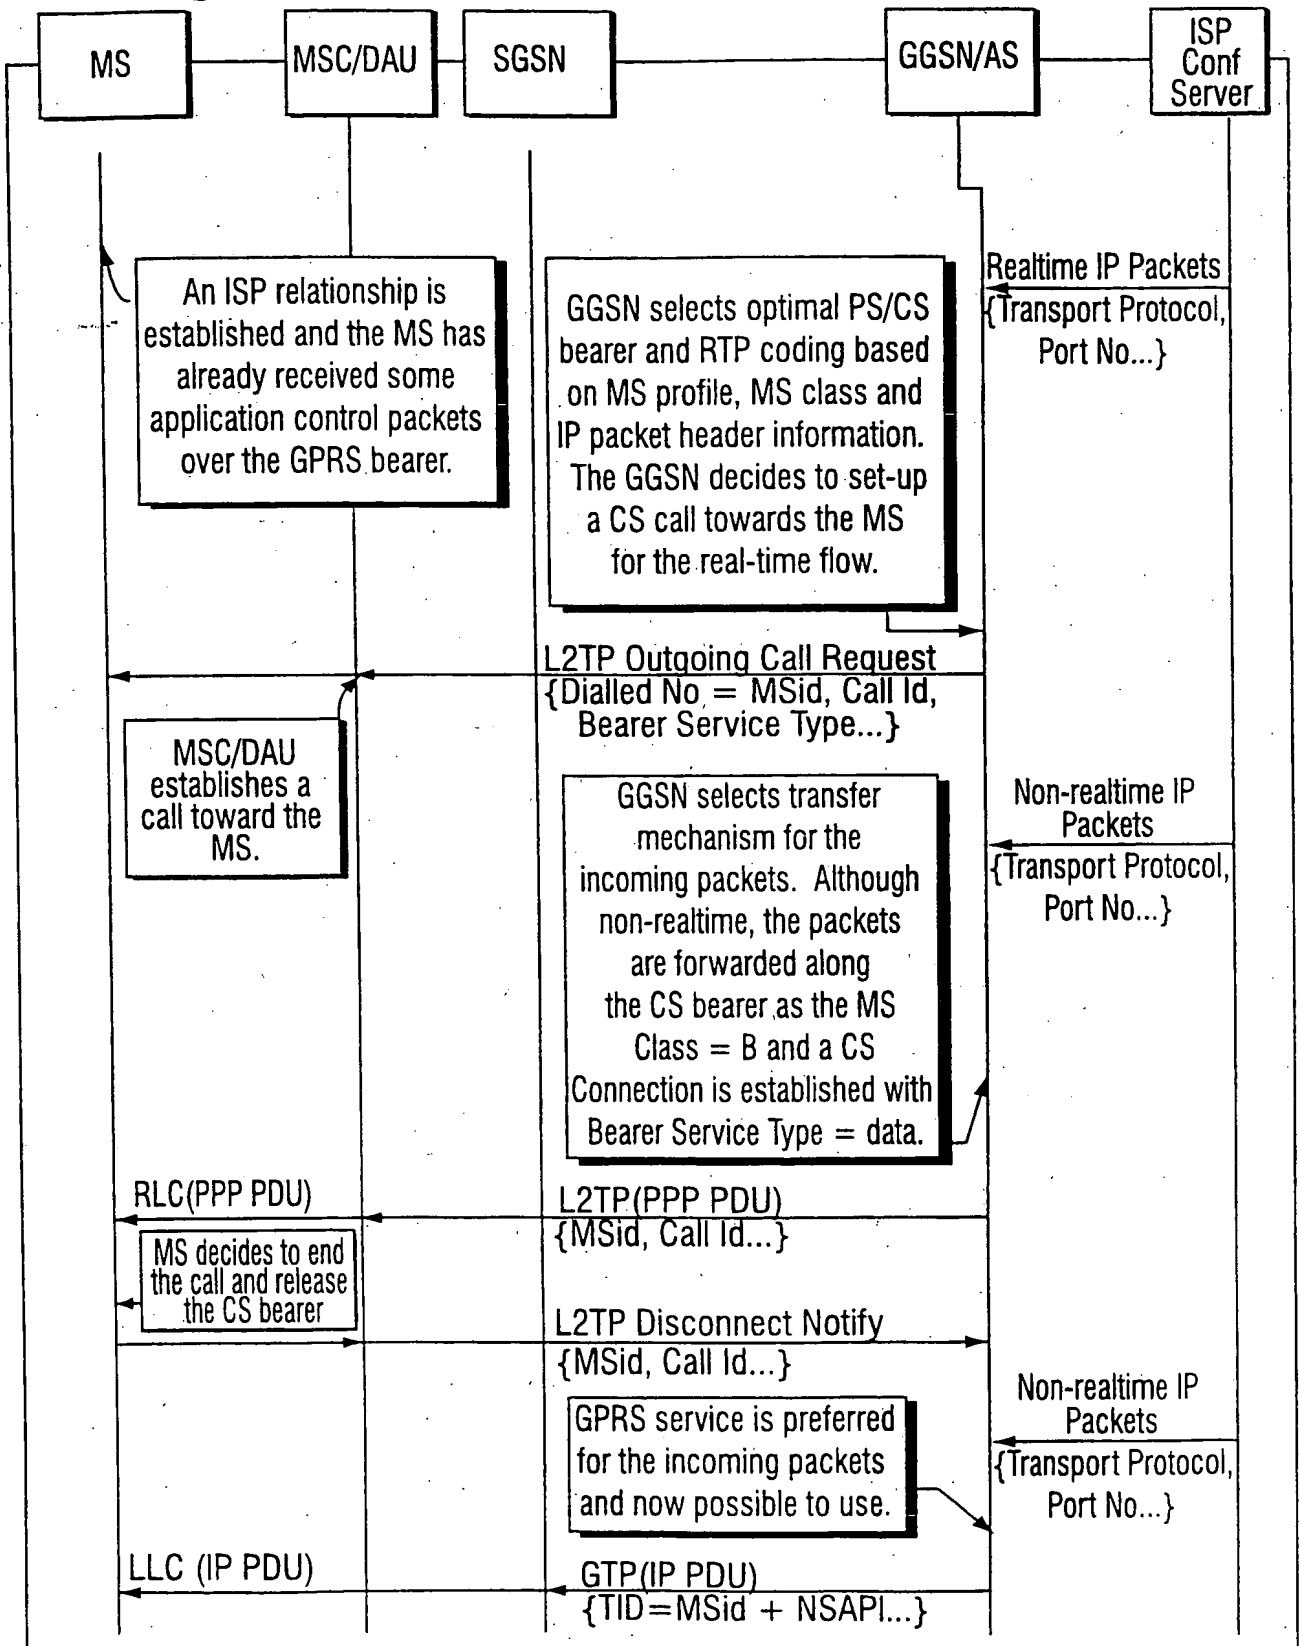 MS
MSC/DAU
SGSN
GGSN/AS
ISP
Conf
Server
An ISP relationship is
established and the MS has
already received some
application control packets
over the GPRS bearer.
GGSN selects optimal PS/CS
bearer and RTP coding based
on MS profile, MS class and
IP packet header information.
The GGSN decides to set-up
a CS call towards the MS
for the real-time flow.
Realtime IP Packets
{Transport Protocol,
Port No...}
L2TP Outgoing Call Request
{Dialled No = MSid, Call Id,
Bearer Service Type...}
MSC/DAU
establishes a
call toward the
MS.
GGSN selects transfer
mechanism for the
incoming packets. Although
non-realtime, the packets
are forwarded along
the CS bearer as the MS
Class = B and a CS
Connection is established with
Bearer Service Type = data.
Non-realtime IP
Packets
{Transport Protocol,
Port No...}
RLC(PPP PDU)
L2TP(PPP PDU)
{MSid, Call Id...}
MS decides to end
the call and release
the CS bearer
L2TP Disconnect Notify
{MSid, Call Id...}
GPRS service is preferred
for the incoming packets
and now possible to use.
Non-realtime IP
Packets
{Transport Protocol,
Port No...}
LLC (IP PDU)
GTP(IP PDU)
{TID=MSid + NSAPI...}